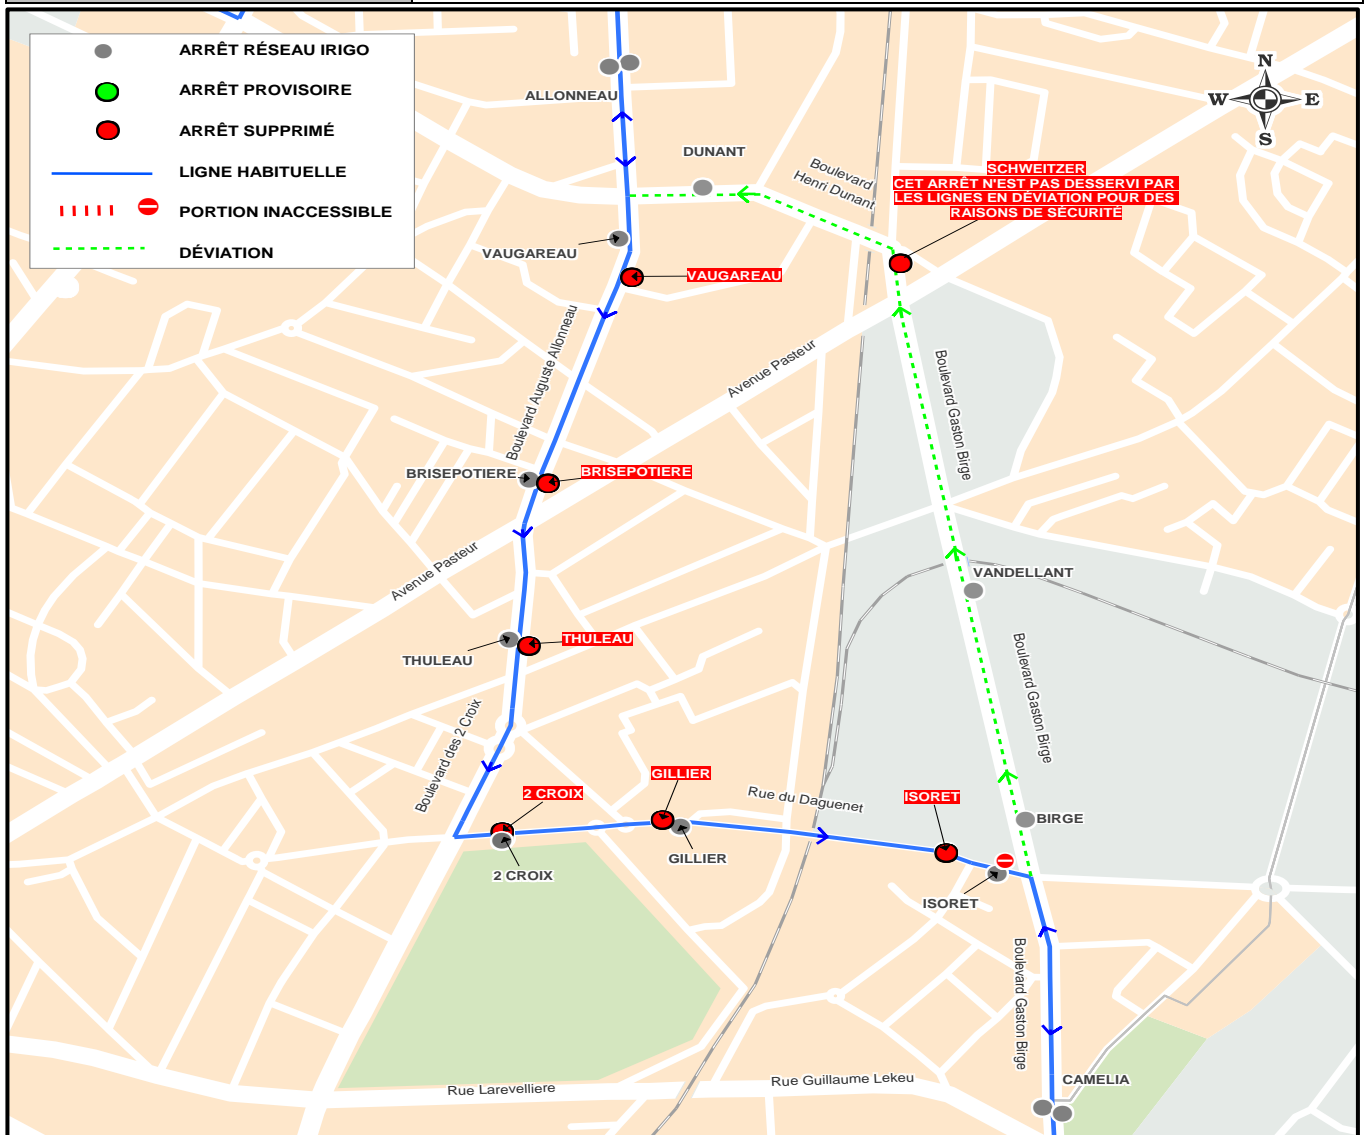 ARRÊT RÉSEAU IRIGO
ARRÊT PROVISOIRE
ARRÊT SUPPRIMÉ
LIGNE HABITUELLE
PORTION INACCESSIBLE
DÉVIATION
N
W
E
S
ALLONNEAU
DUNANT
Boulevard
Henri Dunant
SCHWEITZER
CET ARRÊT N'EST PAS DESSERVI PAR
LES LIGNES EN DÉVIATION POUR DES
RAISONS DE SÉCURITÉ
VAUGAREAU
VAUGAREAU
Boulevard Auguste Allonneau
Avenue Pasteur
Boulevard Gaston Birge
BRISEPOTIERE
BRISEPOTIERE
Avenue Pasteur
VANDELLANT
THULEAU
THULEAU
Boulevard Gaston Birge
Boulevard des 2 Croix
GILLIER
2 CROIX
Rue du Daguenet
ISORET
BIRGE
GILLIER
2 CROIX
ISORET
Boulevard Gaston Birge
CAMELIA
Rue Larevelliere
Rue Guillaume Lekeu